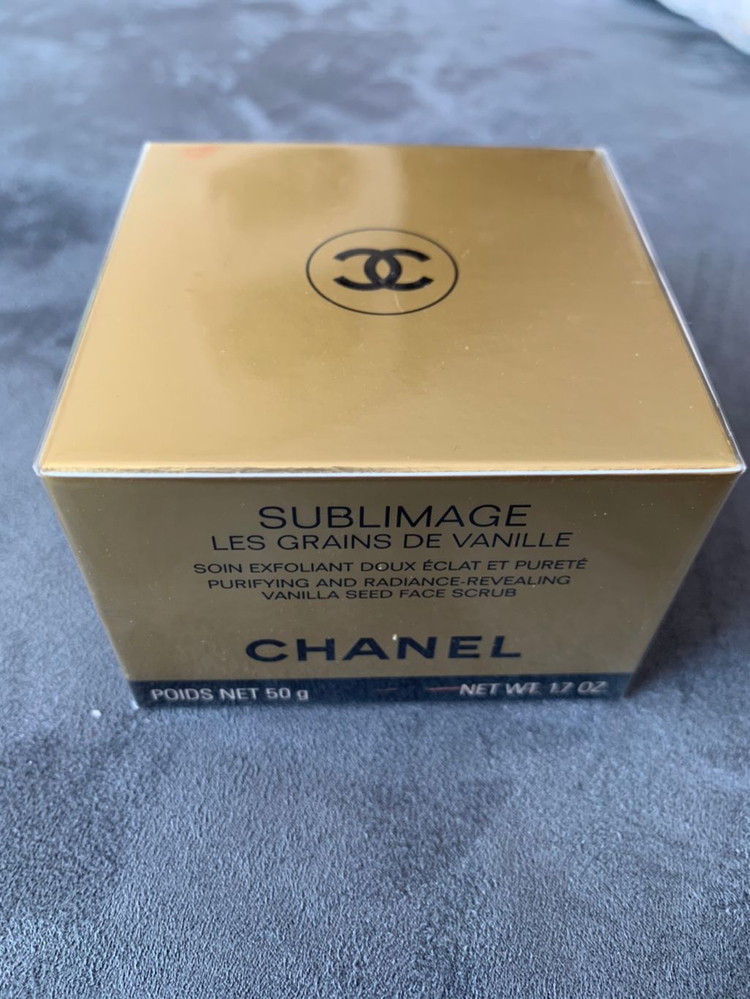 SUBLIMAGE
LES GRAINS DE VANILLE
SOIN EXFOLIANT DOUX ÉCLAT ET PURETÉ
PURIFYING AND RADIANCE-REVEALING
VANILLA SEED FACE SCRUB
CHANEL
POIDS NET 50 g NET WT. 1.7 OZ.